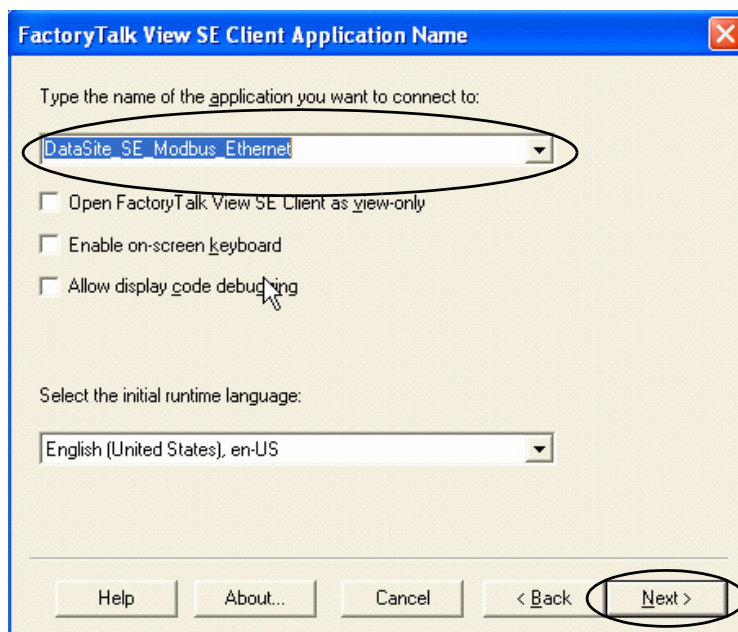 FactoryTalk View SE Client Application Name
Type the name of the application you want to connect to:
DataSite_SE_Modbus_Ethernet
Open FactoryTalk View SE Client as view-only
Enable on-screen keyboard
Allow display code debugging
Select the initial runtime language:
English (United States), en-US
Help About... Cancel < Back Next >